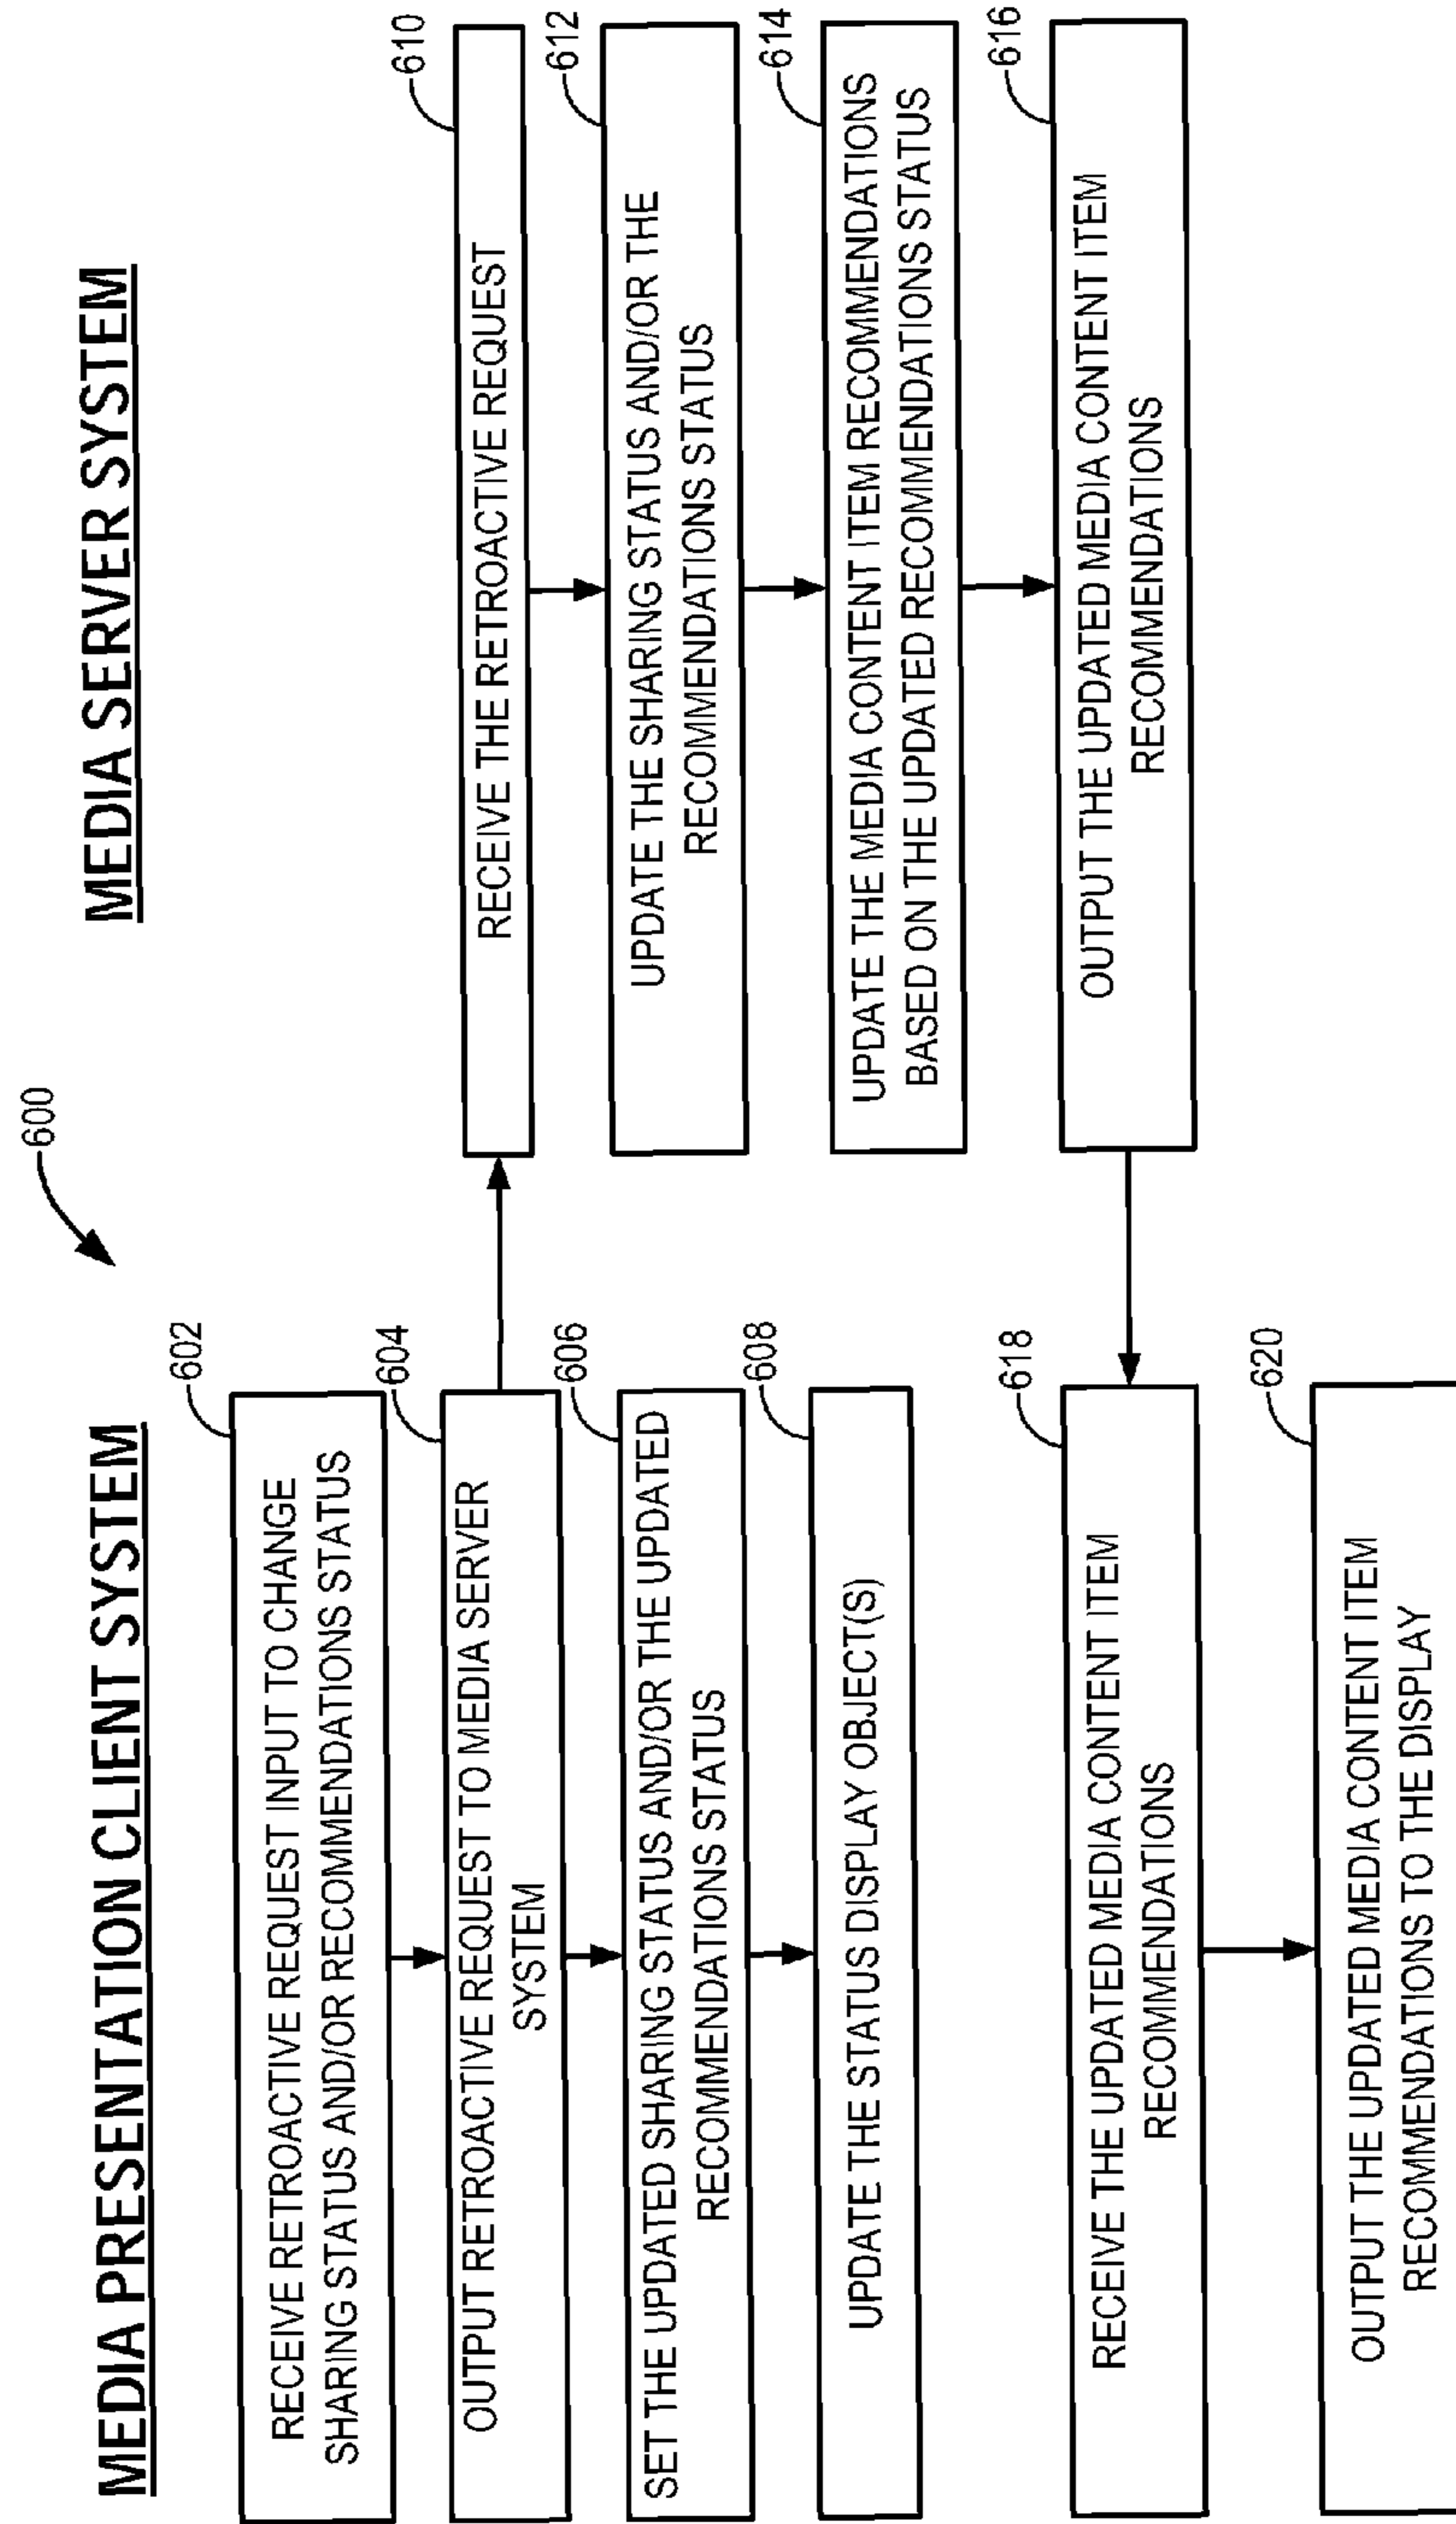 600
MEDIA PRESENTATION CLIENT SYSTEM
602
RECEIVE RETROACTIVE REQUEST INPUT TO CHANGE
SHARING STATUS AND/OR RECOMMENDATIONS STATUS
604
OUTPUT RETROACTIVE REQUEST TO MEDIA SERVER
SYSTEM
606
SET THE UPDATED SHARING STATUS AND/OR THE UPDATED
RECOMMENDATIONS STATUS
608
UPDATE THE STATUS DISPLAY OBJECT(S)
618
RECEIVE THE UPDATED MEDIA CONTENT ITEM
RECOMMENDATIONS
620
OUTPUT THE UPDATED MEDIA CONTENT ITEM
RECOMMENDATIONS TO THE DISPLAY
MEDIA SERVER SYSTEM
610
RECEIVE THE RETROACTIVE REQUEST
612
UPDATE THE SHARING STATUS AND/OR THE
RECOMMENDATIONS STATUS
614
UPDATE THE MEDIA CONTENT ITEM RECOMMENDATIONS
BASED ON THE UPDATED RECOMMENDATIONS STATUS
616
OUTPUT THE UPDATED MEDIA CONTENT ITEM
RECOMMENDATIONS